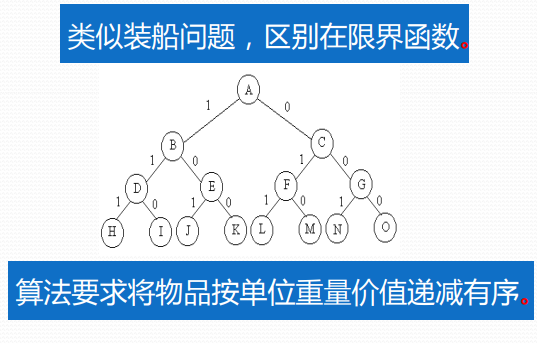 类似装船问题，区别在限界函数。
A
1 0
B C
1 0 1 0
D E F G
1 0 1 0 1 0 1 0
H I J K L M N O
算法要求将物品按单位重量价值递减有序。